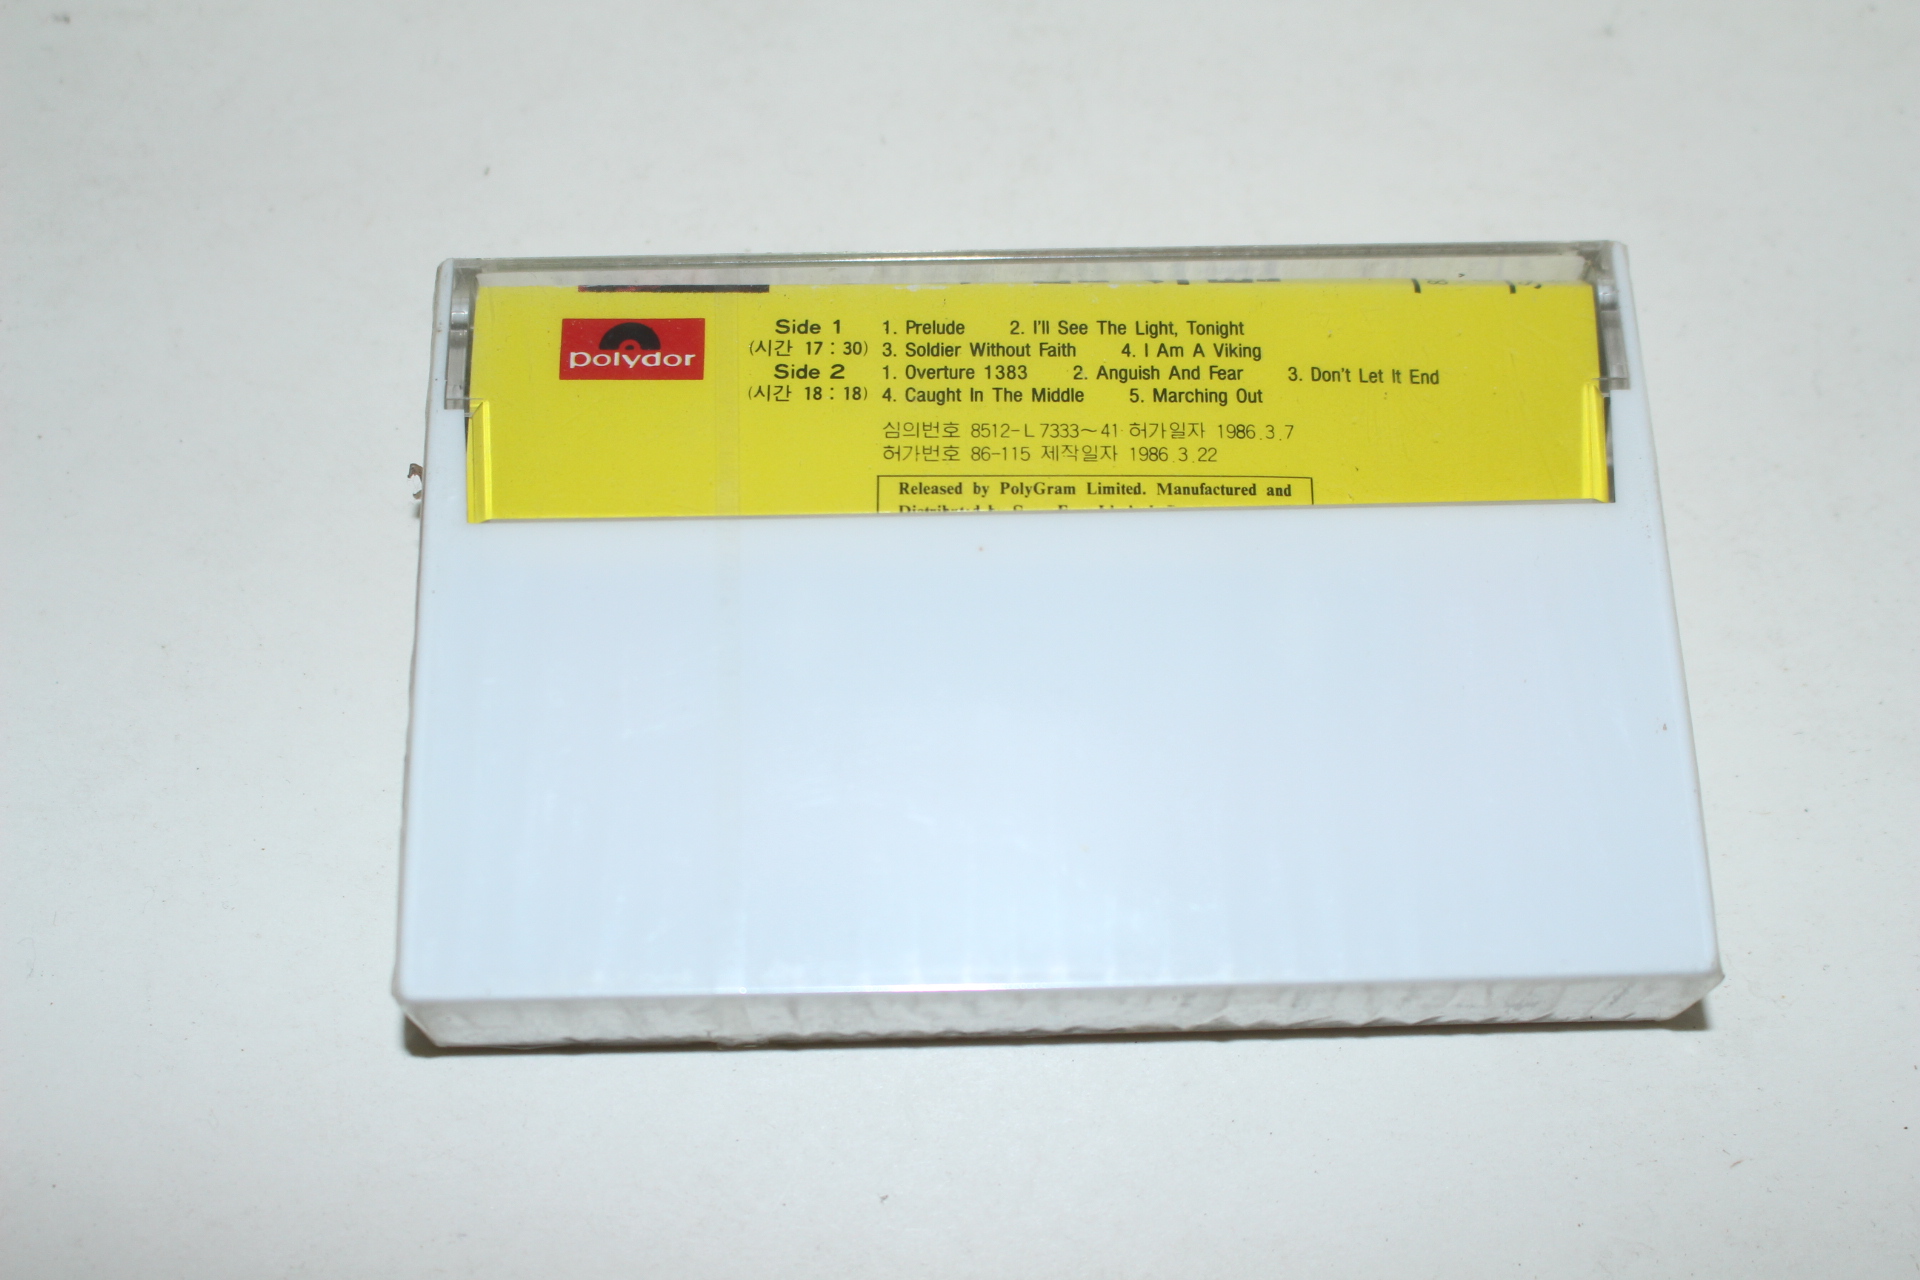 polydor
Side 1 1. Prelude 2. I'll See The Light, Tonight
(시간 17 : 30) 3. Soldier Without Faith 4. I Am A Viking
Side 2 1. Overture 1383 2. Anguish And Fear 3. Don't Let It End
(시간 18 : 18) 4. Caught In The Middle 5. Marching Out
심의번호 8512-L7333~41 허가일자 1986.3.7
허가번호 86-115 제작일자 1986.3.22
Released by PolyGram Limited. Manufactured and